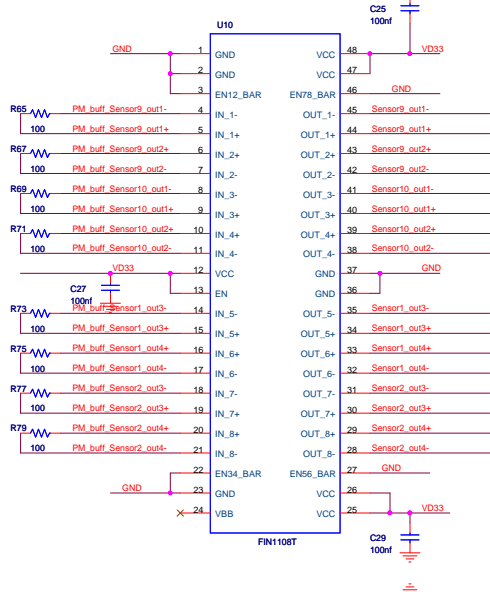 C25
100nf
U10
GND 1 GND VCC 48 VD33
2 GND VCC 47
3 EN12_BAR EN78_BAR 46 GND
R65 PM_buff_Sensor9_out1- 4 IN_1- OUT_1- 45 Sensor9_out1-
100 PM_buff_Sensor9_out1+ 5 IN_1+ OUT_1+ 44 Sensor9_out1+
R67 PM_buff_Sensor9_out2+ 6 IN_2+ OUT_2+ 43 Sensor9_out2+
100 PM_buff_Sensor9_out2- 7 IN_2- OUT_2- 42 Sensor9_out2-
R69 PM_buff_Sensor10_out1- 8 IN_3- OUT_3- 41 Sensor10_out1-
100 PM_buff_Sensor10_out1+ 9 IN_3+ OUT_3+ 40 Sensor10_out1+
R71 PM_buff_Sensor10_out2+ 10 IN_4+ OUT_4+ 39 Sensor10_out2+
100 PM_buff_Sensor10_out2- 11 IN_4- OUT_4- 38 Sensor10_out2-
VD33 12 VCC GND 37 GND
C27 13 EN GND 36
100nf
R73 PM_buff_Sensor1_out3- 14 IN_5- OUT_5- 35 Sensor1_out3-
100 PM_buff_Sensor1_out3+ 15 IN_5+ OUT_5+ 34 Sensor1_out3+
R75 PM_buff_Sensor1_out4+ 16 IN_6+ OUT_6+ 33 Sensor1_out4+
100 PM_buff_Sensor1_out4- 17 IN_6- OUT_6- 32 Sensor1_out4-
R77 PM_buff_Sensor2_out3- 18 IN_7- OUT_7- 31 Sensor2_out3-
100 PM_buff_Sensor2_out3+ 19 IN_7+ OUT_7+ 30 Sensor2_out3+
R79 PM_buff_Sensor2_out4+ 20 IN_8+ OUT_8+ 29 Sensor2_out4+
100 PM_buff_Sensor2_out4- 21 IN_8- OUT_8- 28 Sensor2_out4-
22 EN34_BAR EN56_BAR 27 GND
GND 23 GND VCC 26
24 VBB VCC 25 VD33
FIN1108T
C29
100nf